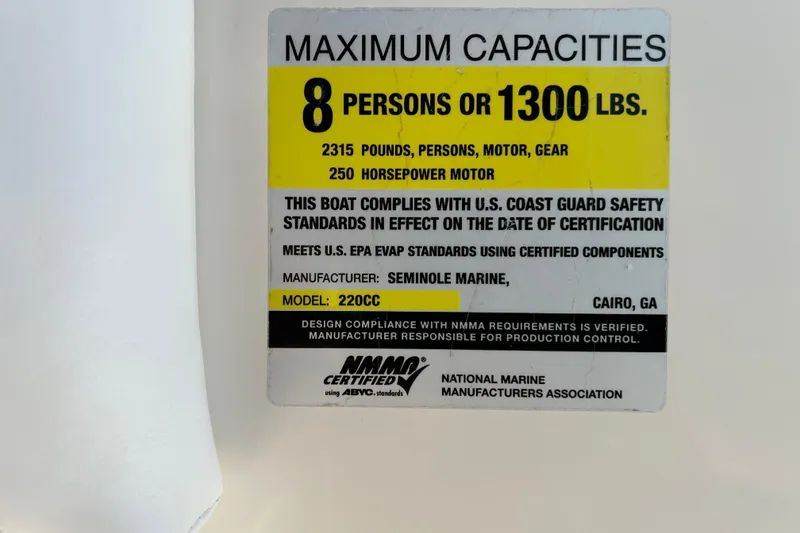 MAXIMUM CAPACITIES
8 PERSONS OR 1300 LBS.
2315 POUNDS, PERSONS, MOTOR, GEAR
250 HORSEPOWER MOTOR
THIS BOAT COMPLIES WITH U.S. COAST GUARD SAFETY
STANDARDS IN EFFECT ON THE DATE OF CERTIFICATION
MEETS U.S. EPA EVAP STANDARDS USING CERTIFIED COMPONENTS
MANUFACTURER: SEMINOLE MARINE,
MODEL: 220CC CAIRO, GA
DESIGN COMPLIANCE WITH NMMA REQUIREMENTS IS VERIFIED.
MANUFACTURER RESPONSIBLE FOR PRODUCTION CONTROL.
NMMA®
CERTIFIED
using ABYC. standards
NATIONAL MARINE
MANUFACTURERS ASSOCIATION